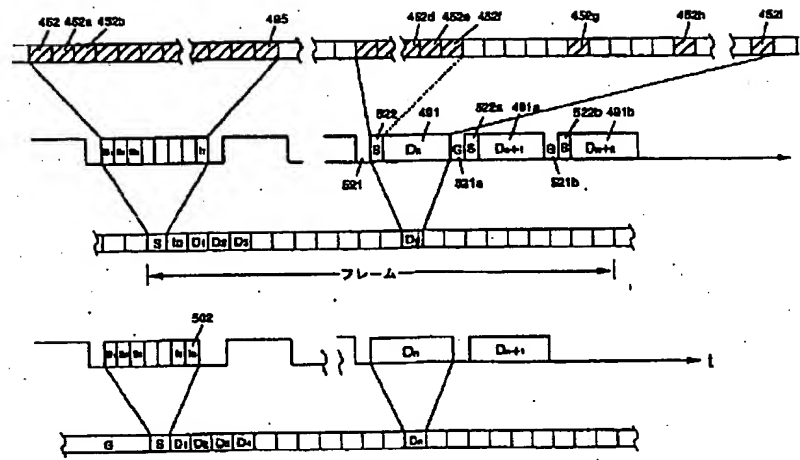 452 452a 452b 495 452d 452e 452f 452g 452h 452i
522 491 522a 491a 522b 491b
S Dn G S Dn+1 G S Dn+2
521 521a 521b
S I0 D1 D2 D3
フレーム
502
Dn Dn+1 t
G S D1 D2 D3 D4 Dn